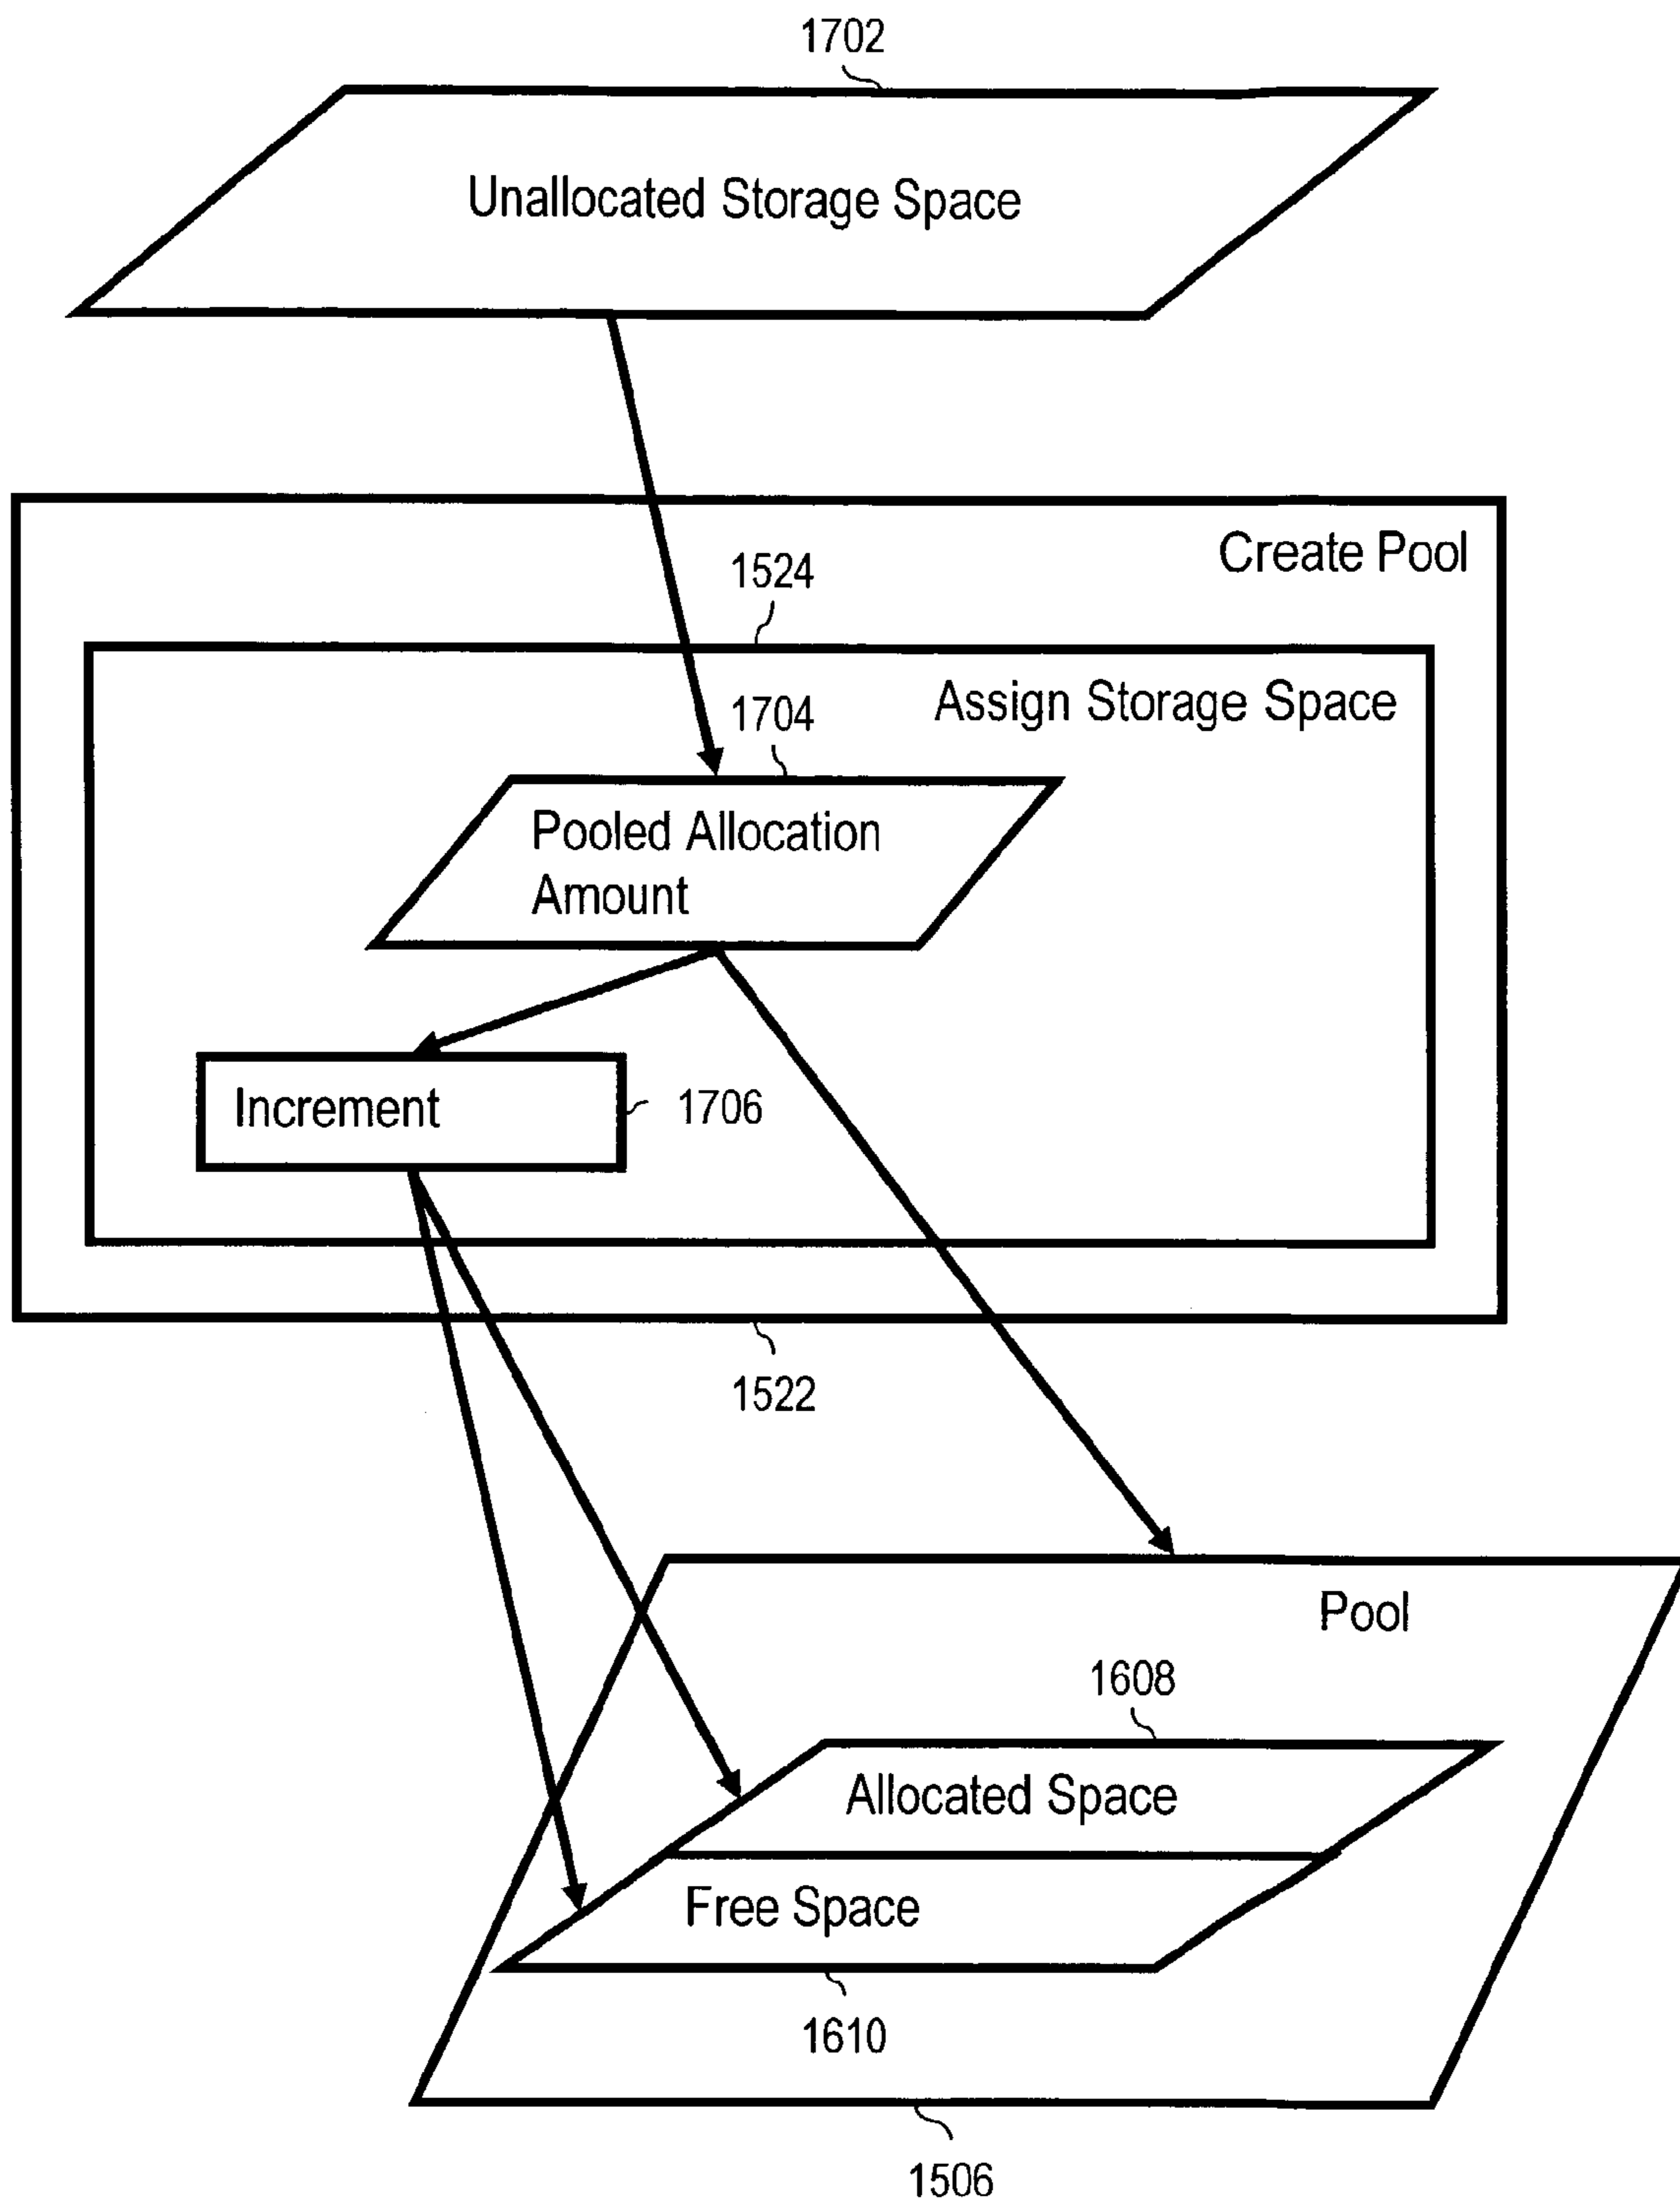 1702
Unallocated Storage Space
Create Pool
1524
Assign Storage Space
1704
Pooled Allocation
Amount
Increment
1706
1522
Pool
1608
Allocated Space
Free Space
1610
1506